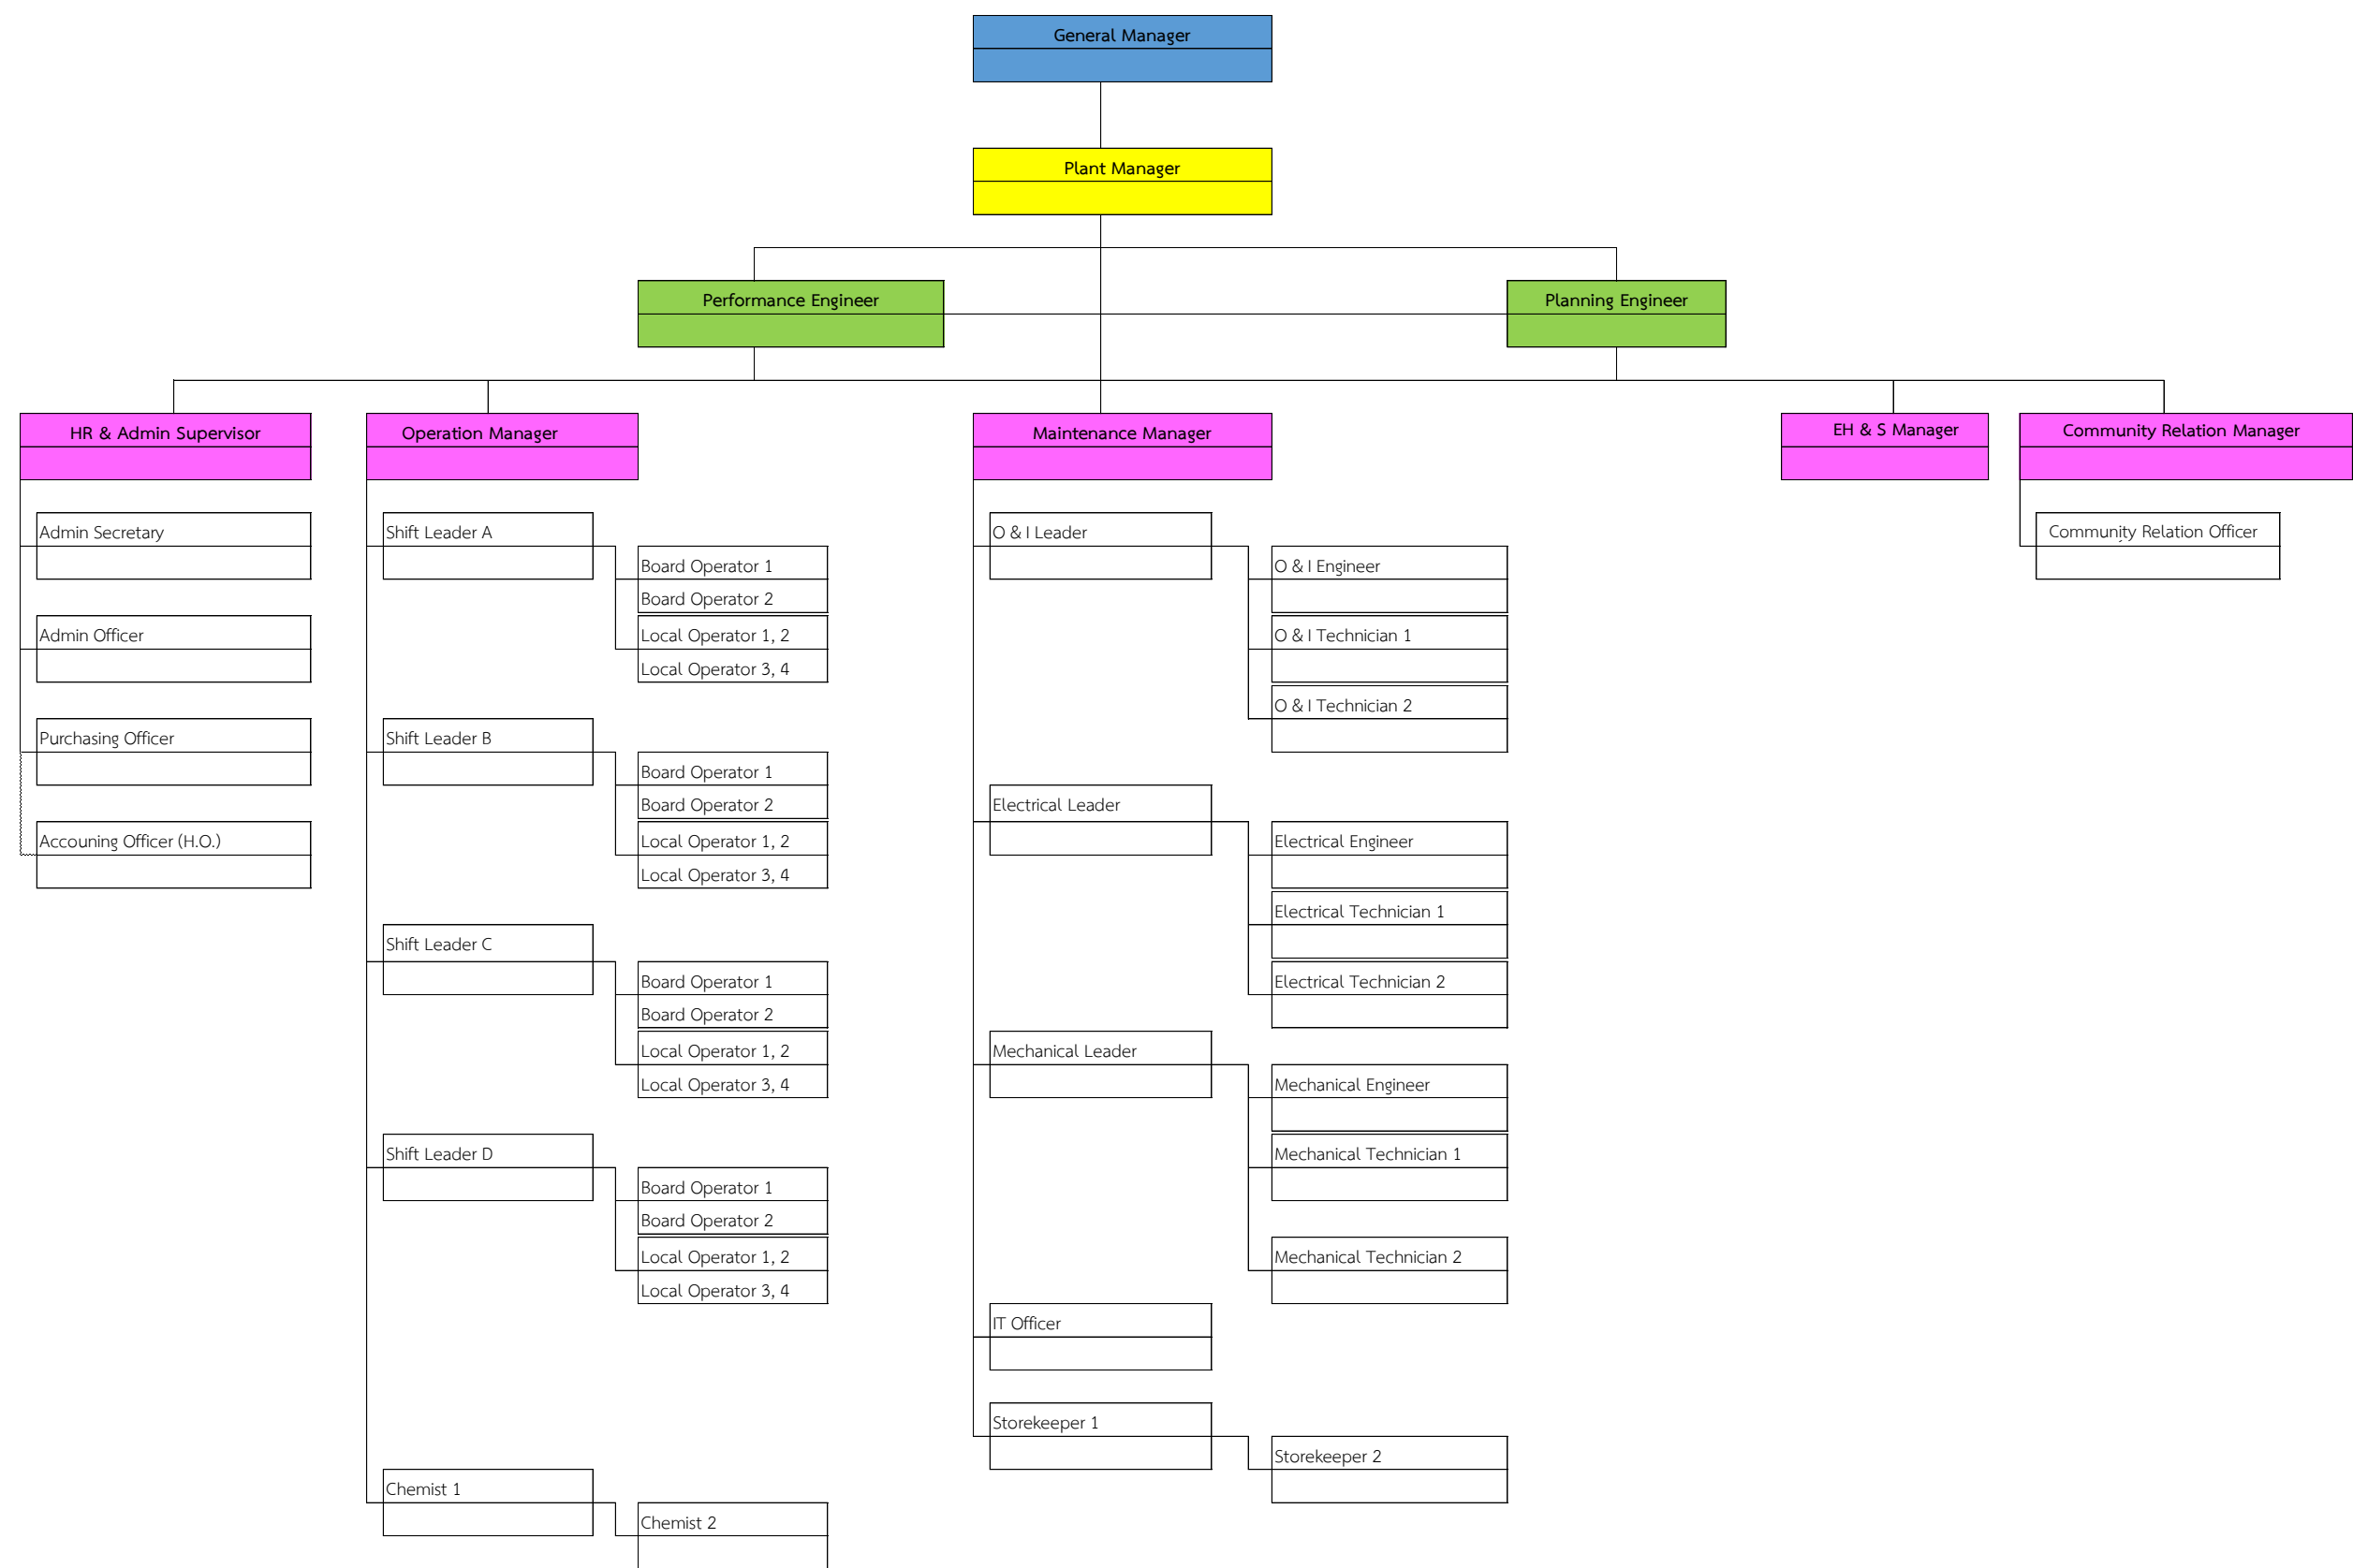 General Manager
Plant Manager
Performance Engineer
Planning Engineer
HR & Admin Supervisor
Operation Manager
Maintenance Manager
EH & S Manager
Community Relation Manager
Admin Secretary
Admin Officer
Purchasing Officer
Accouning Officer (H.O.)
Shift Leader A
Board Operator 1
Board Operator 2
Local Operator 1, 2
Local Operator 3, 4
Shift Leader B
Board Operator 1
Board Operator 2
Local Operator 1, 2
Local Operator 3, 4
Shift Leader C
Board Operator 1
Board Operator 2
Local Operator 1, 2
Local Operator 3, 4
Shift Leader D
Board Operator 1
Board Operator 2
Local Operator 1, 2
Local Operator 3, 4
Chemist 1
Chemist 2
O & I Leader
O & I Engineer
O & I Technician 1
O & I Technician 2
Electrical Leader
Electrical Engineer
Electrical Technician 1
Electrical Technician 2
Mechanical Leader
Mechanical Engineer
Mechanical Technician 1
Mechanical Technician 2
IT Officer
Storekeeper 1
Storekeeper 2
Community Relation Officer